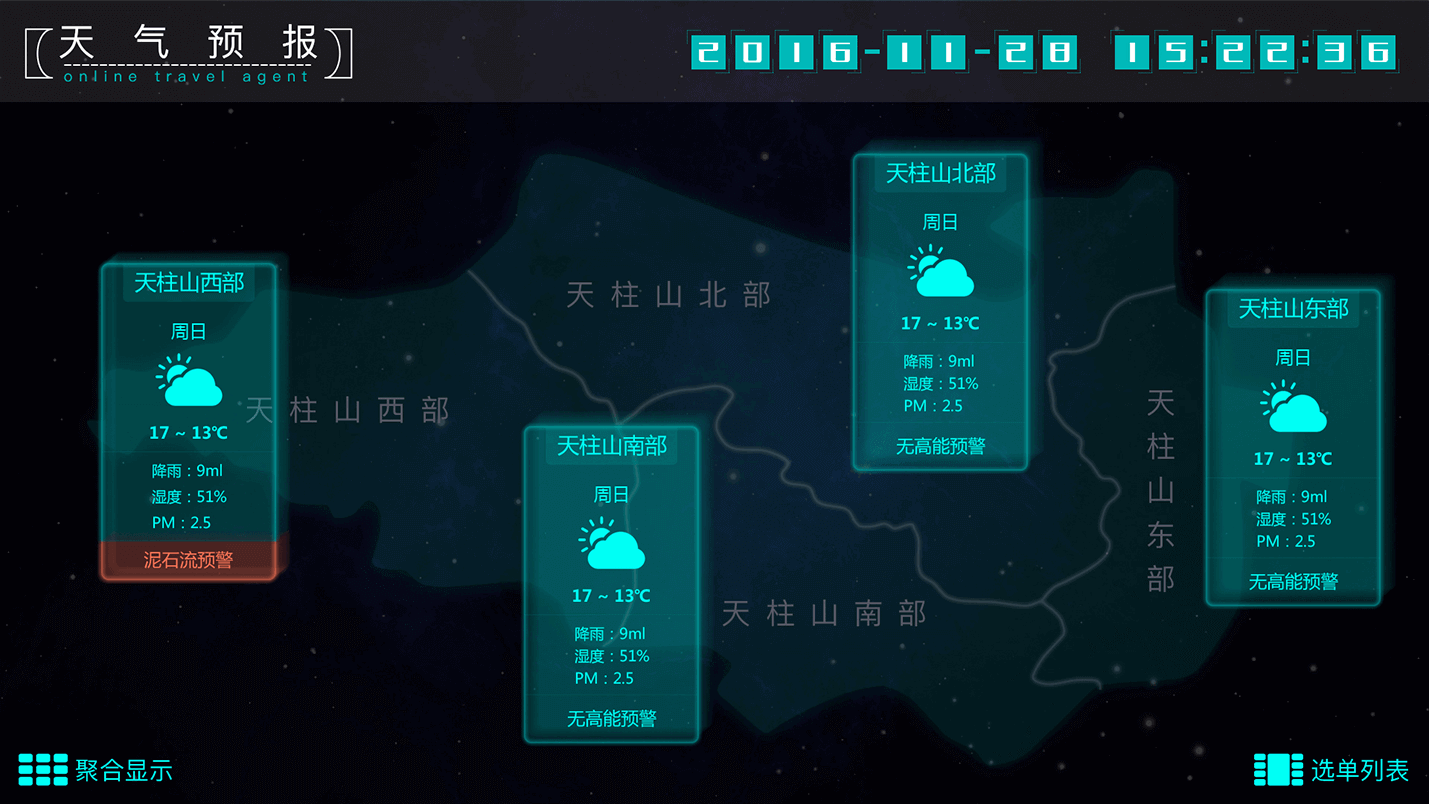 天气预报
online travel agent
2016-11-28 15:22:36
天柱山北部
周日
17 ~ 13℃
降雨：9ml
湿度：51%
PM：2.5
无高能预警
天柱山西部
周日
17 ~ 13℃
降雨：9ml
湿度：51%
PM：2.5
泥石流预警
天柱山东部
周日
17 ~ 13℃
降雨：9ml
湿度：51%
PM：2.5
无高能预警
天柱山南部
周日
17 ~ 13℃
降雨：9ml
湿度：51%
PM：2.5
无高能预警
天柱山北部
天柱山西部
天柱山东部
天柱山南部
聚合显示
选单列表